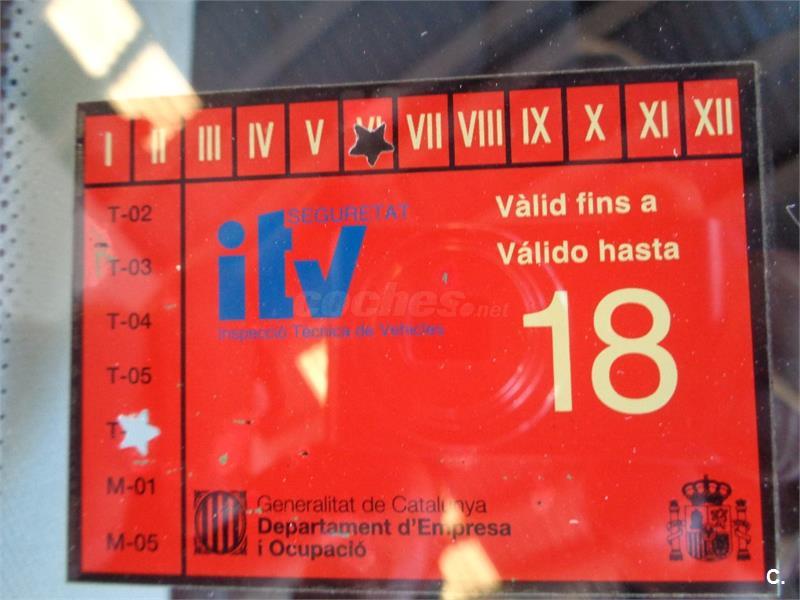 I II III IV V VI VII VIII IX X XI XII
T-02
SEGURETAT
Vàlid fins a
itv
Válido hasta
T-03
coches.net
18
T-04
Inspecció Tècnica de Vehicles
T-05
T-
M-01
Generalitat de Catalunya
Departament d'Empresa
i Ocupació
M-05
C.